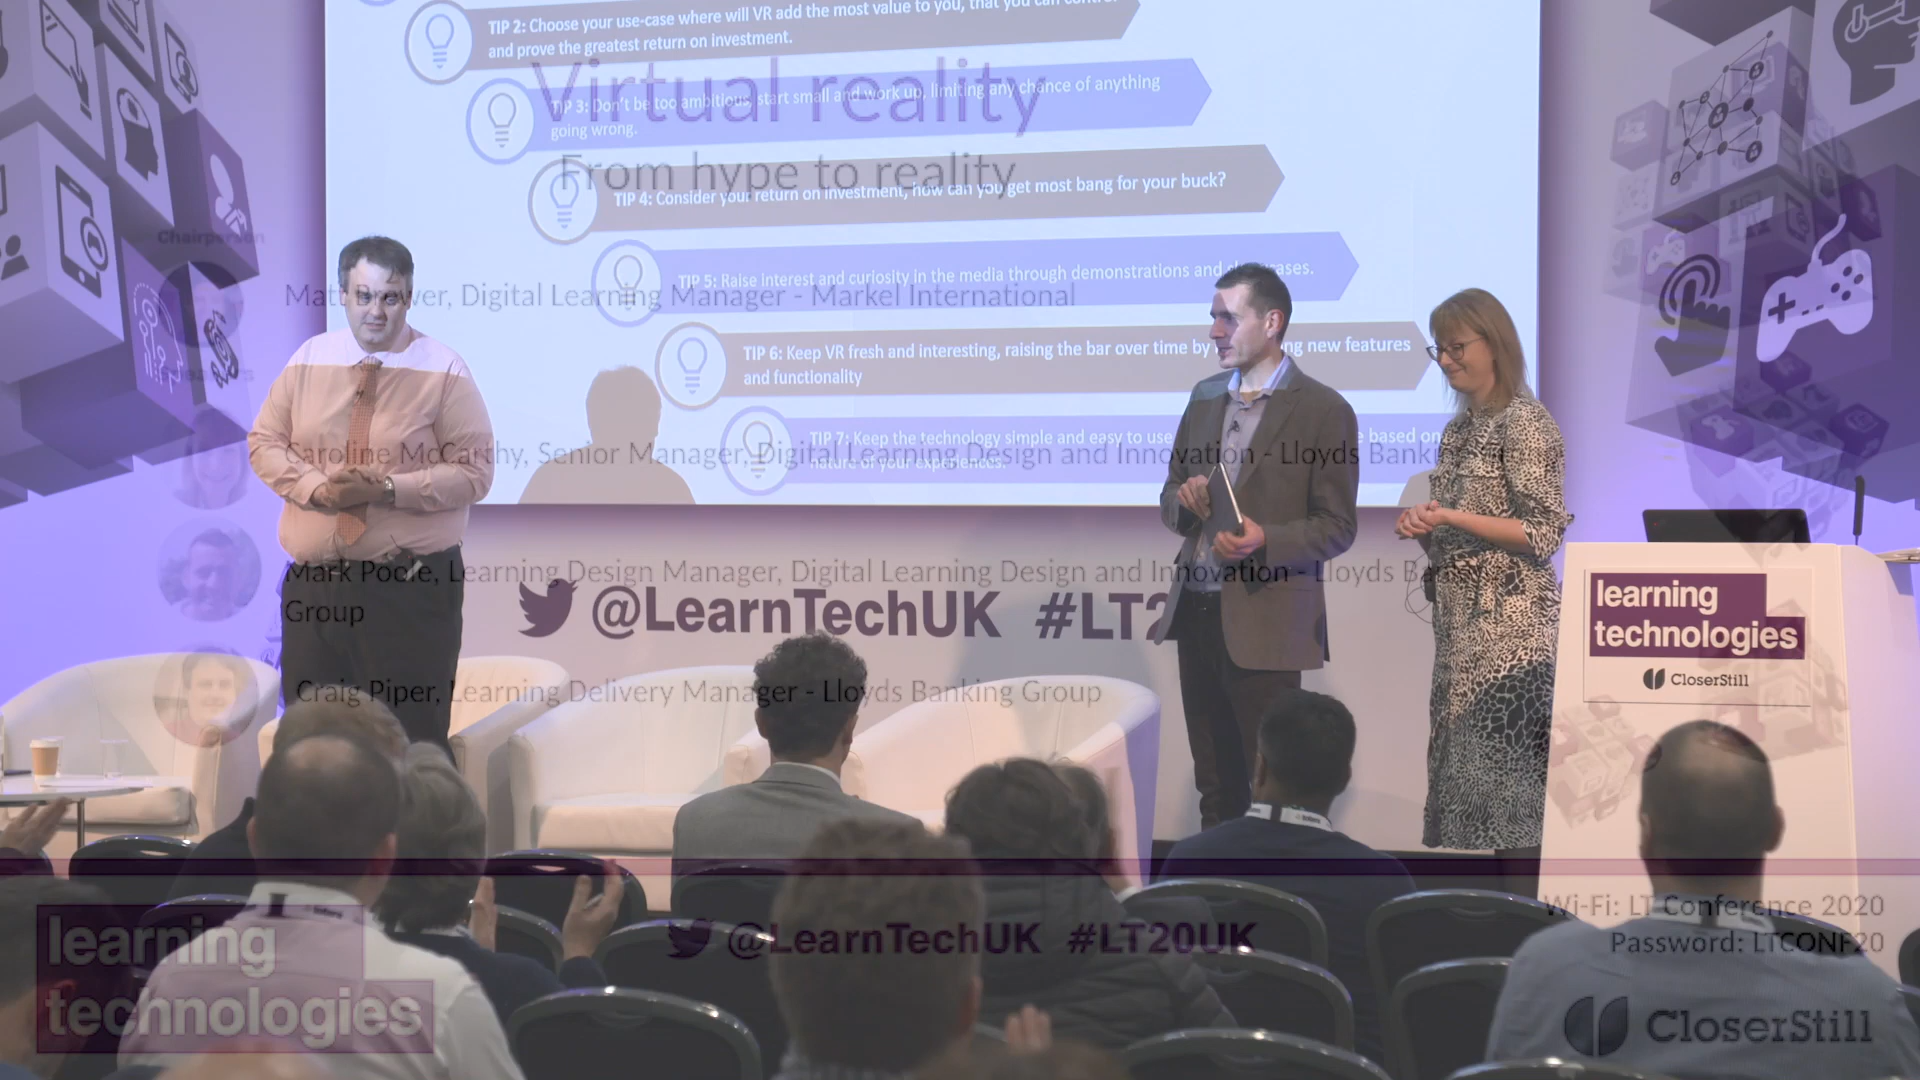 TIP 2: Choose your use-case where will VR add the most value to you, that you can
and prove the greatest return on investment.
Virtual reality
TIP 3: Don't be too ambitious, start small and work up, limiting any chance of anything
going wrong.
From hype to reality
TIP 4: Consider your return on investment, how can you get most bang for your buck?
Chairperson
TIP 5: Raise interest and curiosity in the media through demonstrations and
Matt Digital Learning Manager - Markel International
TIP 6: Keep VR fresh and interesting, raising the bar over time by new features
and functionality
TIP 7: Keep the technology simple and easy to use based on
nature of your experiences.
Caroline McCarthy, Senior Manager, Digital Learning Design and Innovation - Lloyds
Mark Poole, Learning Design Manager, Digital Learning Design and Innovation - Lloyds
Group
@LearnTechUK
learning
technologies
CloserStill
Craig Piper, Learning Delivery Manager - Lloyds Banking Group
Wi-Fi: LT Conference 2020
Password: LTCONF20
@LearnTechUK #LT20UK
learning
technologies
CloserStill